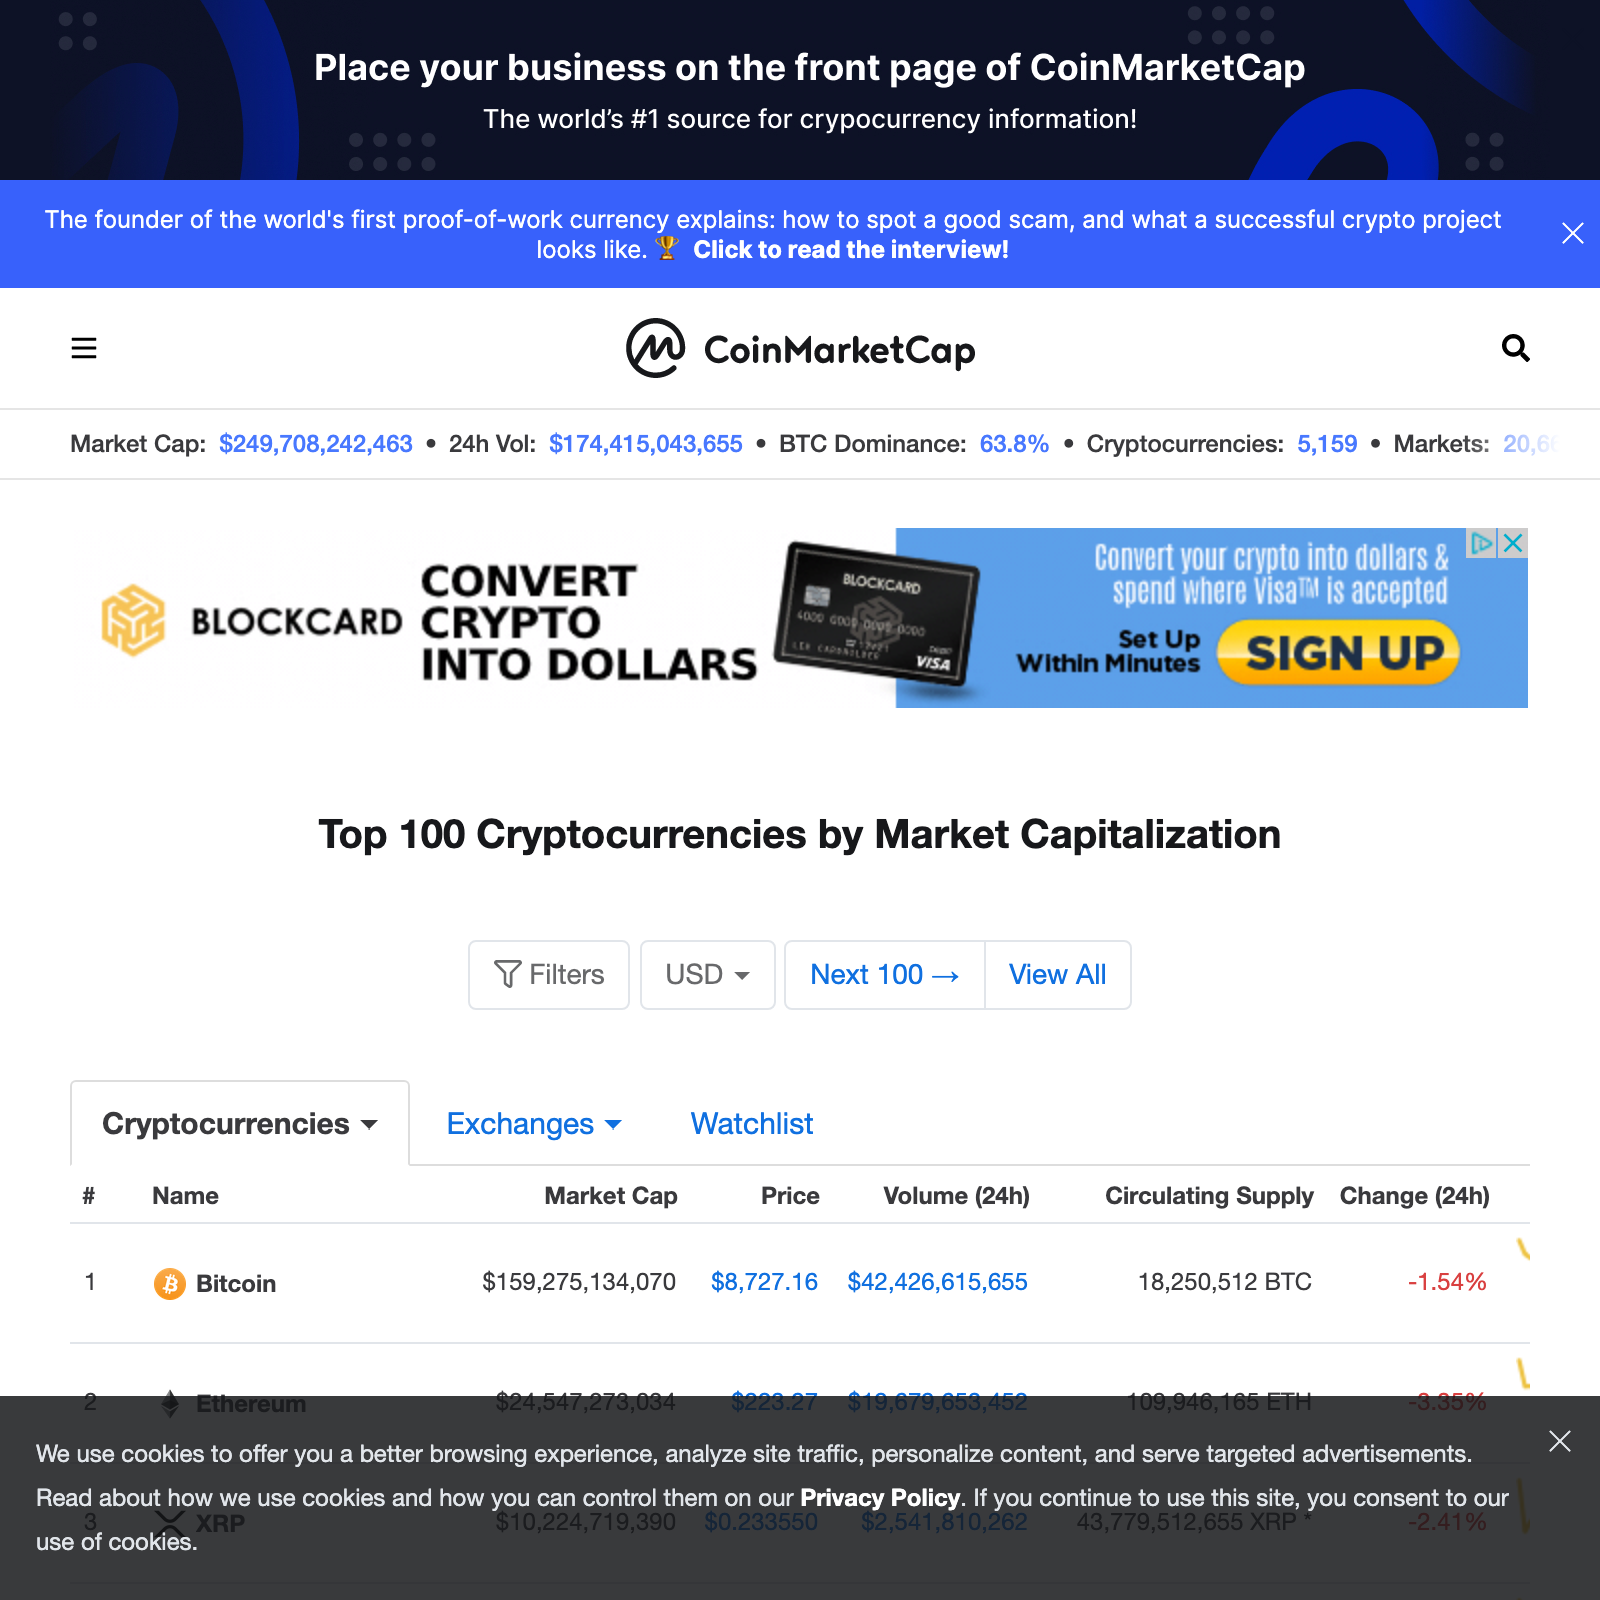 Place your business on the front page of CoinMarketCap
The world's #1 source for crypocurrency information!
The founder of the world's first proof-of-work currency explains: how to spot a good scam, and what a successful crypto project
looks like. 🏆 Click to read the interview!
CoinMarketCap
Market Cap: $249,708,242,463 • 24h Vol: $174,415,043,655 • BTC Dominance: 63.8% • Cryptocurrencies: 5,159 • Markets:
BLOCKCARD
CONVERT
CRYPTO
INTO DOLLARS
BLOCKCARD
VISA
Convert your crypto into dollars &
spend where Visa™ is accepted
Set Up
Within Minutes
SIGN UP
Top 100 Cryptocurrencies by Market Capitalization
Filters USD Next 100 → View All
Cryptocurrencies Exchanges Watchlist
# Name Market Cap Price Volume (24h) Circulating Supply Change (24h)
1 Bitcoin $159,275,134,070 $8,727.16 $42,426,615,655 18,250,512 BTC -1.54%
2 Ethereum $24,547,273,034 $223.27 $19,679,653,452 109,946,165 ETH -3.35%
We use cookies to offer you a better browsing experience, analyze site traffic, personalize content, and serve targeted advertisements.
Read about how we use cookies and how you can control them on our Privacy Policy. If you continue to use this site, you consent to our
3 XRP $10,224,719,390 $0.233550 $2,541,810,262 43,779,512,655 XRP * -2.41%
use of cookies.